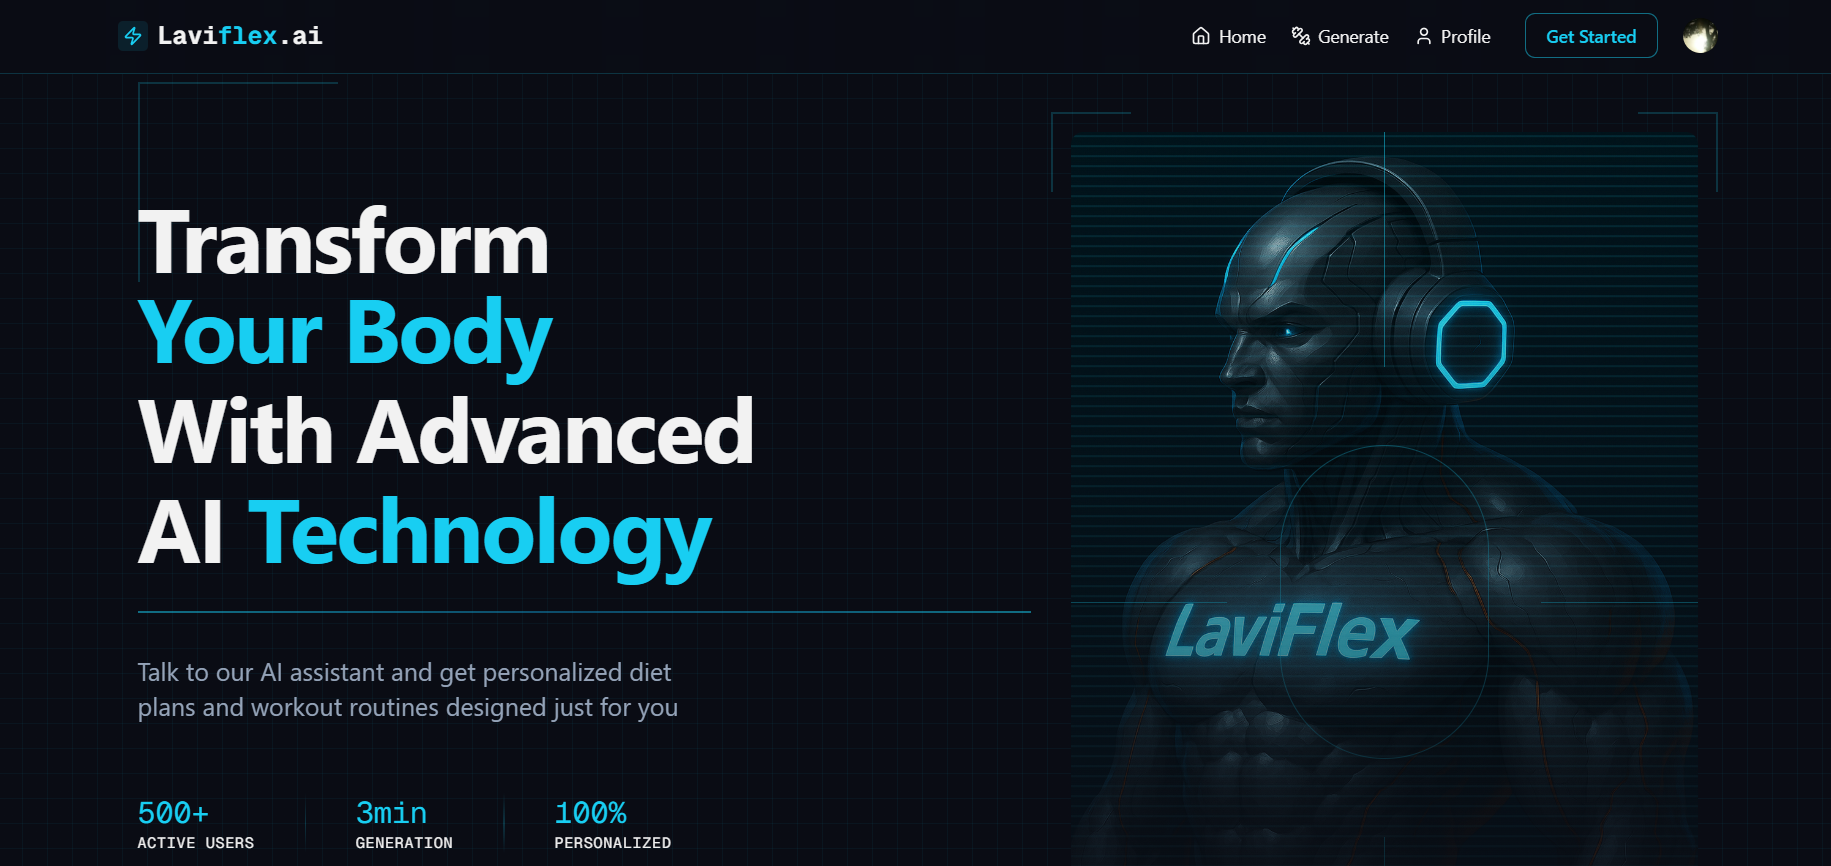 Laviflex.ai
Home
Generate
Profile
Get Started
Transform
Your Body
With Advanced
AI Technology
Talk to our AI assistant and get personalized diet
plans and workout routines designed just for you
500+
ACTIVE USERS
3min
GENERATION
100%
PERSONALIZED
LaviFlex